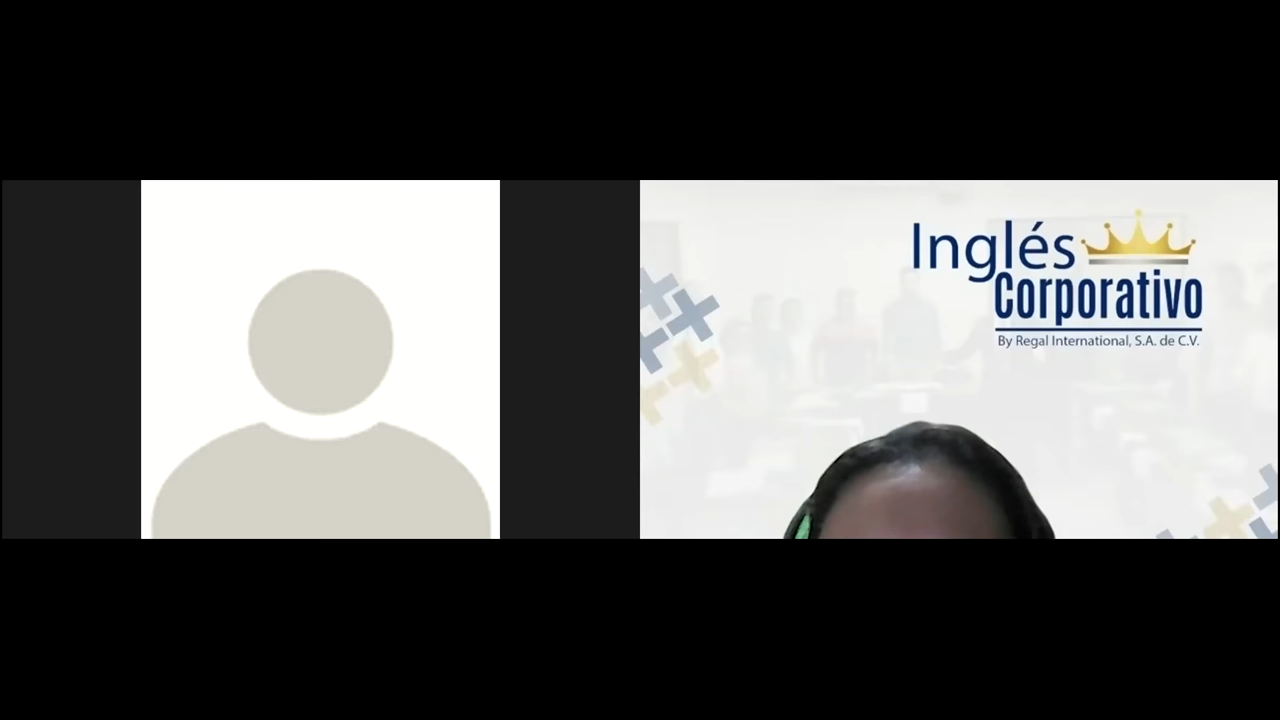 Inglés
Corporativo
By Regal International, S.A. de C.V.